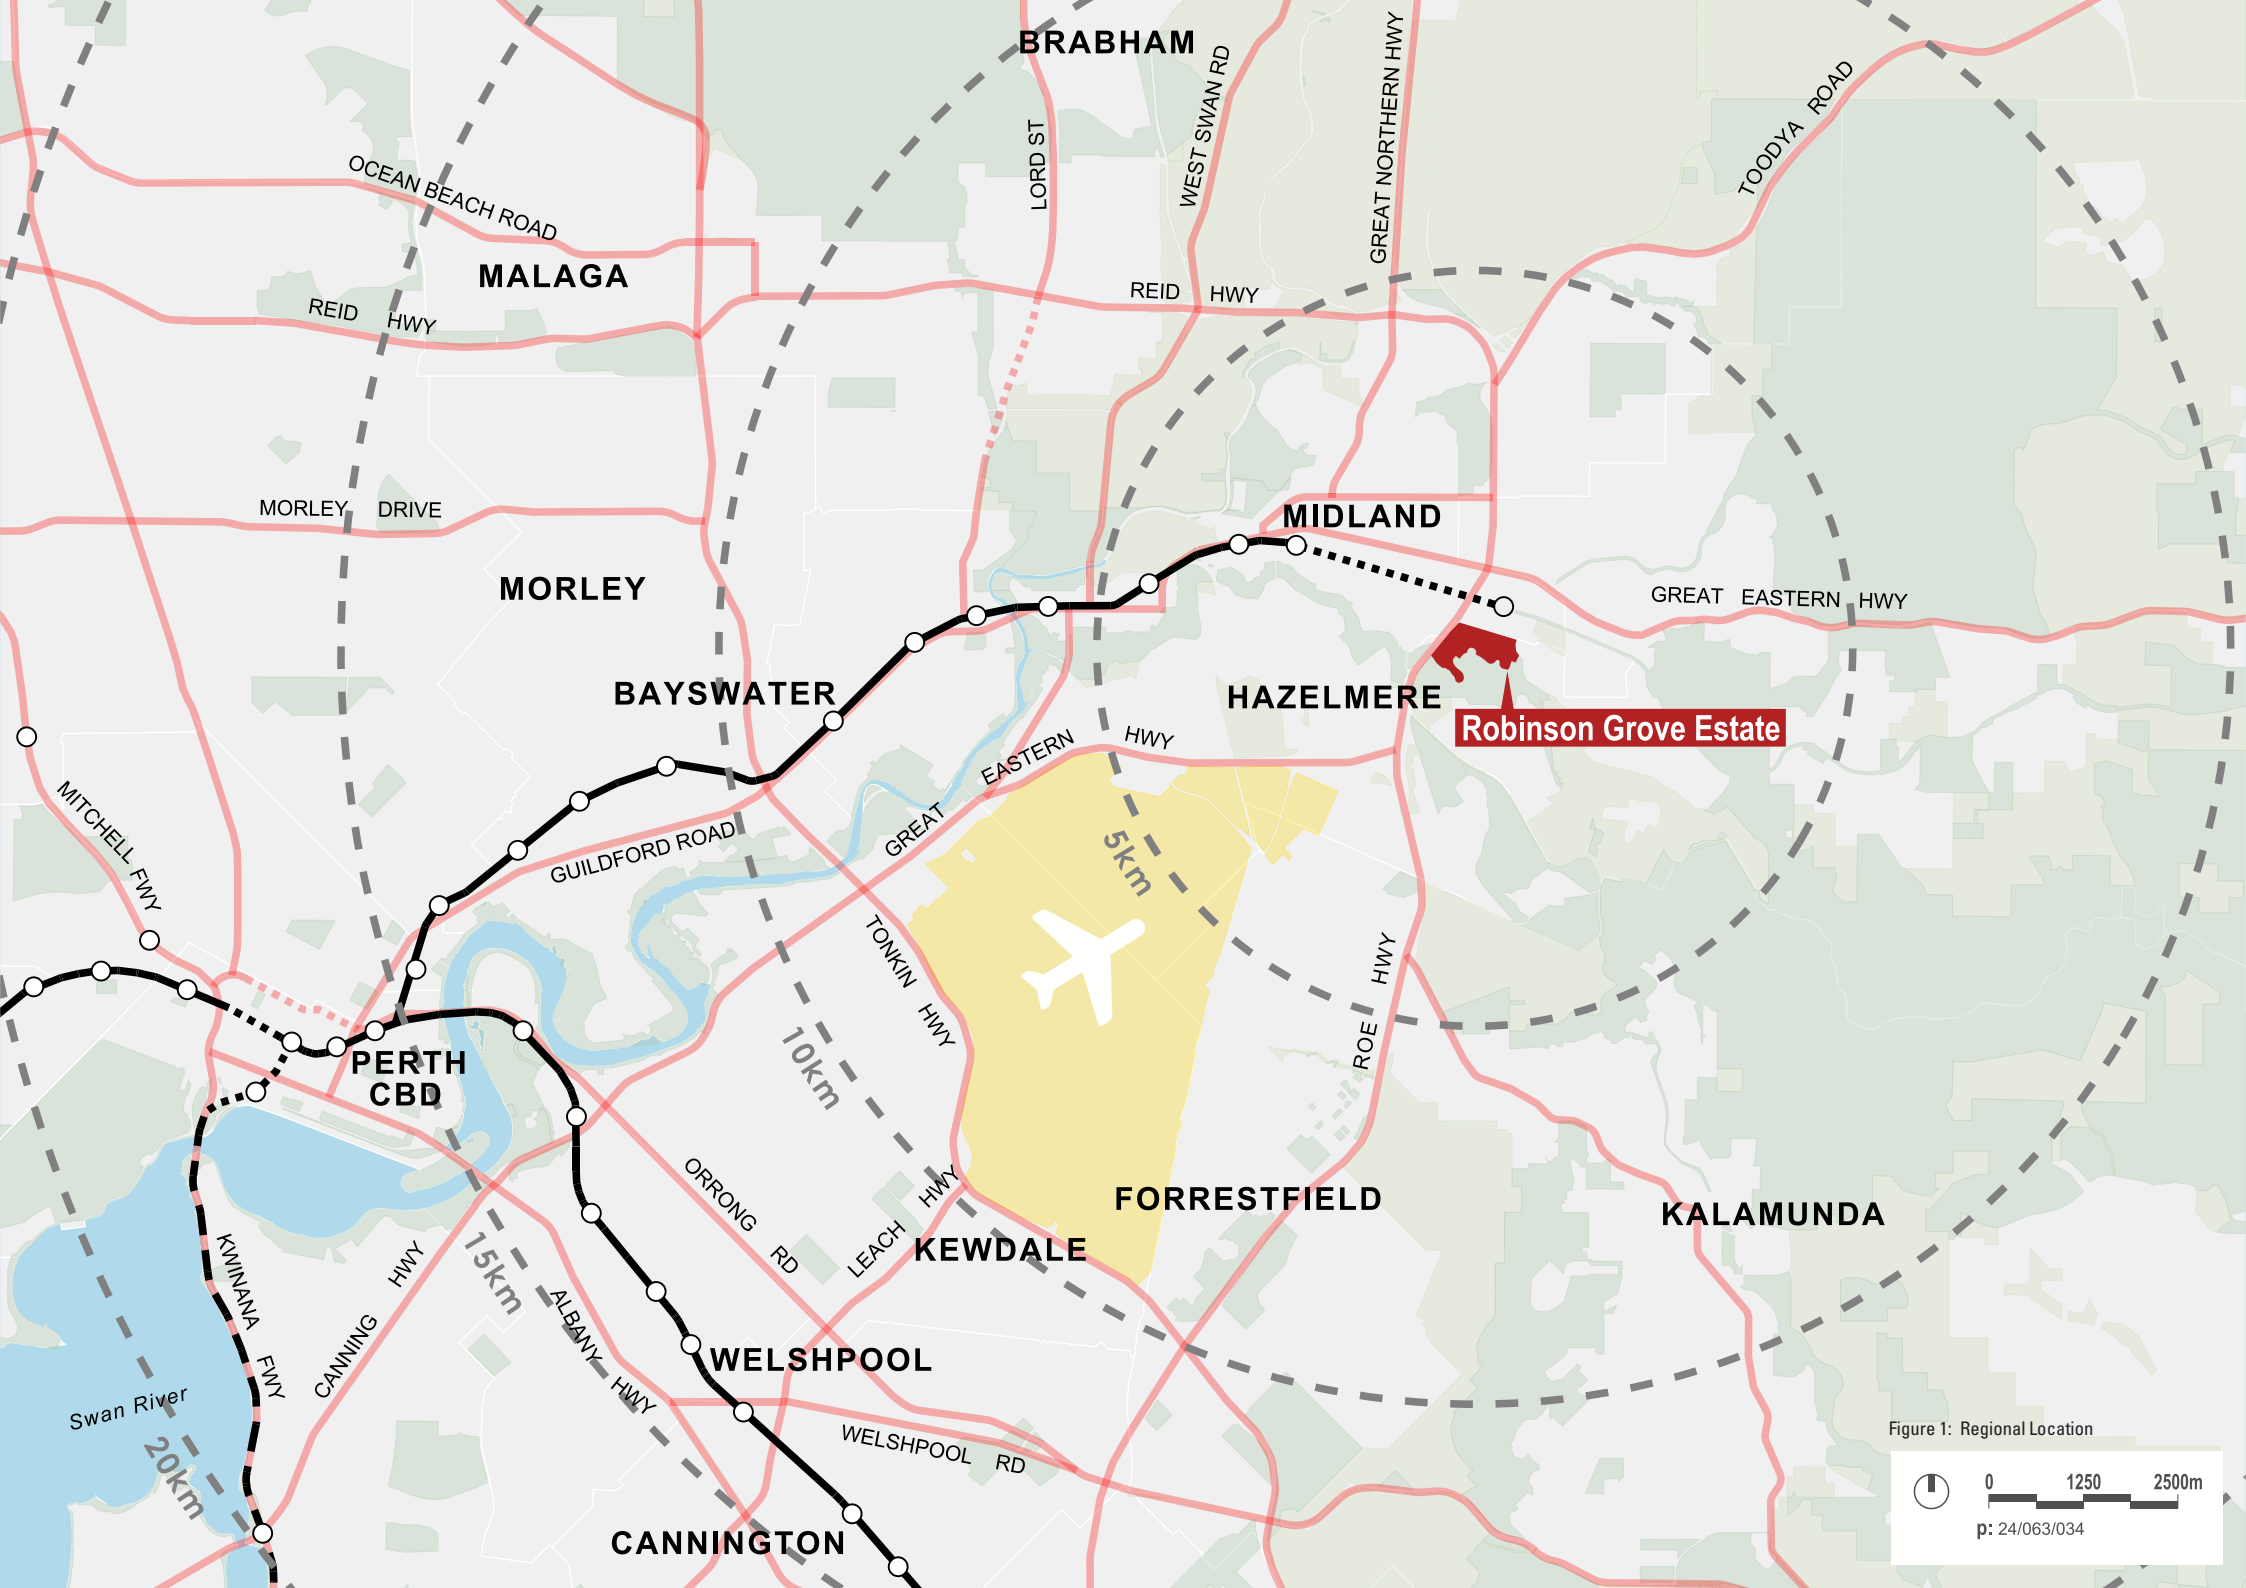 BRABHAM
WEST SWAN RD
GREAT NORTHERN HWY
TOODYA ROAD
LORD ST
OCEAN BEACH ROAD
MALAGA
REID HWY
REID HWY
MORLEY DRIVE
MIDLAND
MORLEY
GREAT EASTERN HWY
BAYSWATER
HAZELMERE
Robinson Grove Estate
GREAT EASTERN HWY
MITCHELL FWY
GUILDFORD ROAD
5km
TONKIN HWY
ROE HWY
10km
PERTH
CBD
ORRONG RD
LEACH HWY
FORRESTFIELD
KALAMUNDA
KEWDALE
KWINANA FWY
CANNING HWY
15km
ALBANY HWY
WELSHPOOL
Swan River
20km
WELSHPOOL RD
CANNINGTON
Figure 1: Regional Location
0 1250 2500m
p: 24/063/034